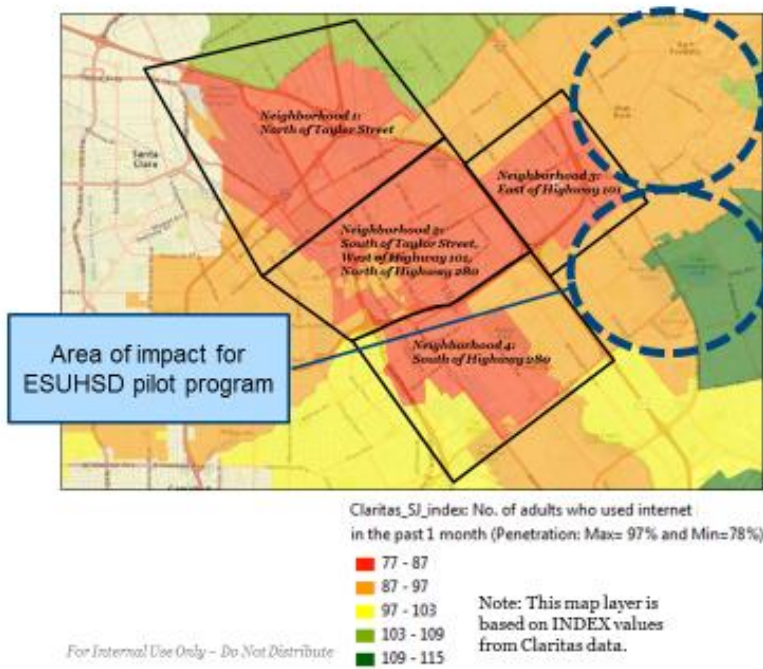 Neighborhood 1:
North of Taylor Street
Santa
Clara
Neighborhood 3:
East of Highway 101
Neighborhood 2:
South of Taylor Street,
West of Highway 101,
North of Highway 280
Neighborhood 4:
South of Highway 280
Area of impact for
ESUHSD pilot program
Claritas_SJ_index: No. of adults who used internet
in the past 1 month (Penetration: Max= 97% and Min=78%)
77 - 87
87 - 97
97 - 103
103 - 109
109 - 115
Note: This map layer is
based on INDEX values
from Claritas data.
For Internal Use Only – Do Not Distribute